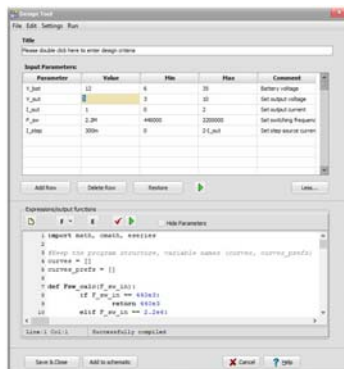 Design Tool
File Edit Settings Run
Title
Please double click here to enter design criteria
Input Parameters:
Parameter Value Min Max Comment
V_bat 12 6 35 Battery voltage
V_out 3 10 Set output voltage
I_out 1 0 2 Set output current
F_sw 2.2M 440000 2200000 Set switching frequenc
I_step 300m 0 2-I_out Set step source curren
Add Row Delete Row Restore Less...
Expressions/output functions
F E Hide Parameters
1 import math, cmath, eseries
2
3 #Keep the program structure, variable names (curves, curves_prefs)
4 curves = []
5 curves_prefs = []
6
7 def Fsw_calc(F_sw_in):
8 if F_sw_in == 440e3:
9 return 440e3
10 elif F_sw_in == 2.2e6:
Line:1 Col:1 Successfully compiled
Save & Close Add to schematic Cancel Help